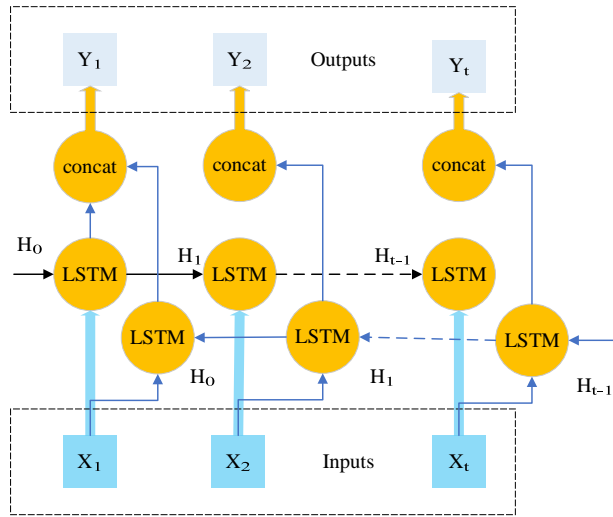 Y₁ Y₂ Outputs Yₜ
concat concat concat
H₀ H₁ Hₜ₋₁
LSTM LSTM LSTM
LSTM LSTM LSTM
H₀ H₁ Hₜ₋₁
X₁ X₂ Inputs Xₜ